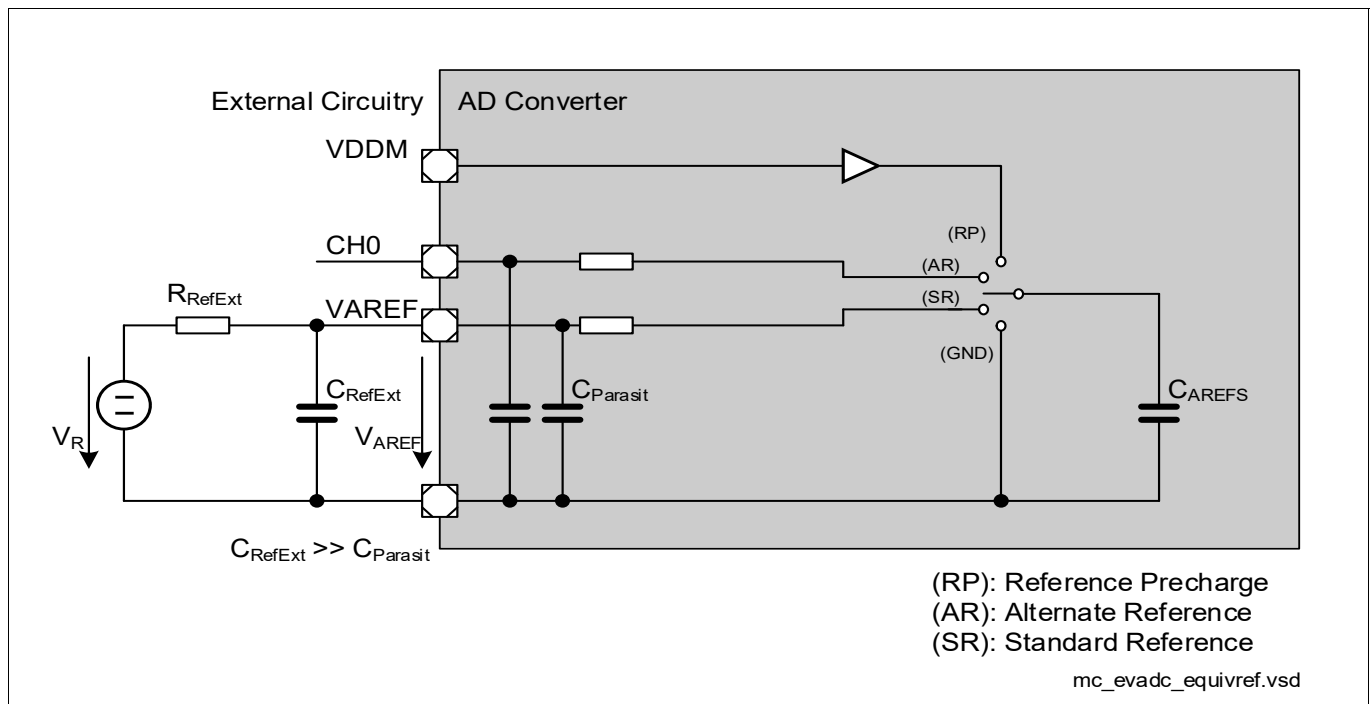 External Circuitry
AD Converter
VDDM
(RP)
CH0
(AR)
RRefExt
VAREF
(SR)
(GND)
CRefExt
CParasit
CAREFS
VR
VAREF
CRefExt >> CParasit
(RP): Reference Precharge
(AR): Alternate Reference
(SR): Standard Reference
mc_evadc_equivref.vsd